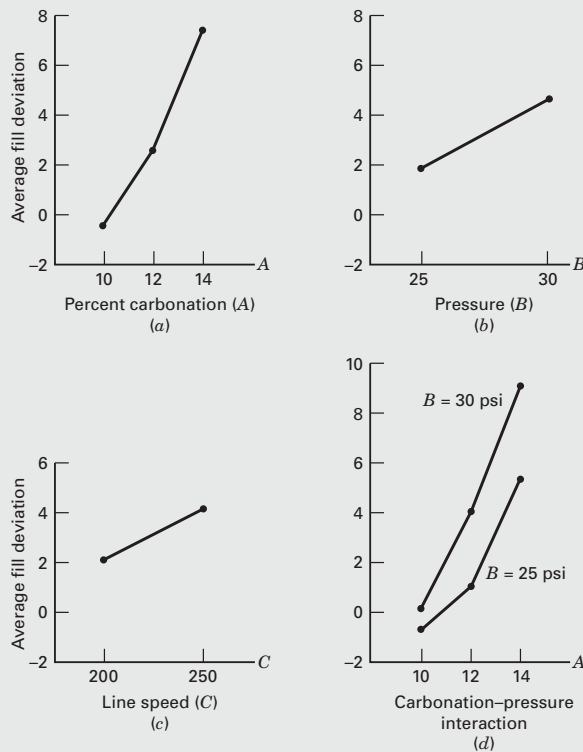 8
6
4
2
0
–2
Average fill deviation
10 12 14 A
Percent carbonation (A)
(a)
8
6
4
2
0
–2
25 30 B
Pressure (B)
(b)
6
4
2
0
–2
Average fill deviation
200 250 C
Line speed (C)
(c)
10
8
6
4
2
0
–2
B = 30 psi
B = 25 psi
10 12 14 A
Carbonation–pressure
interaction
(d)